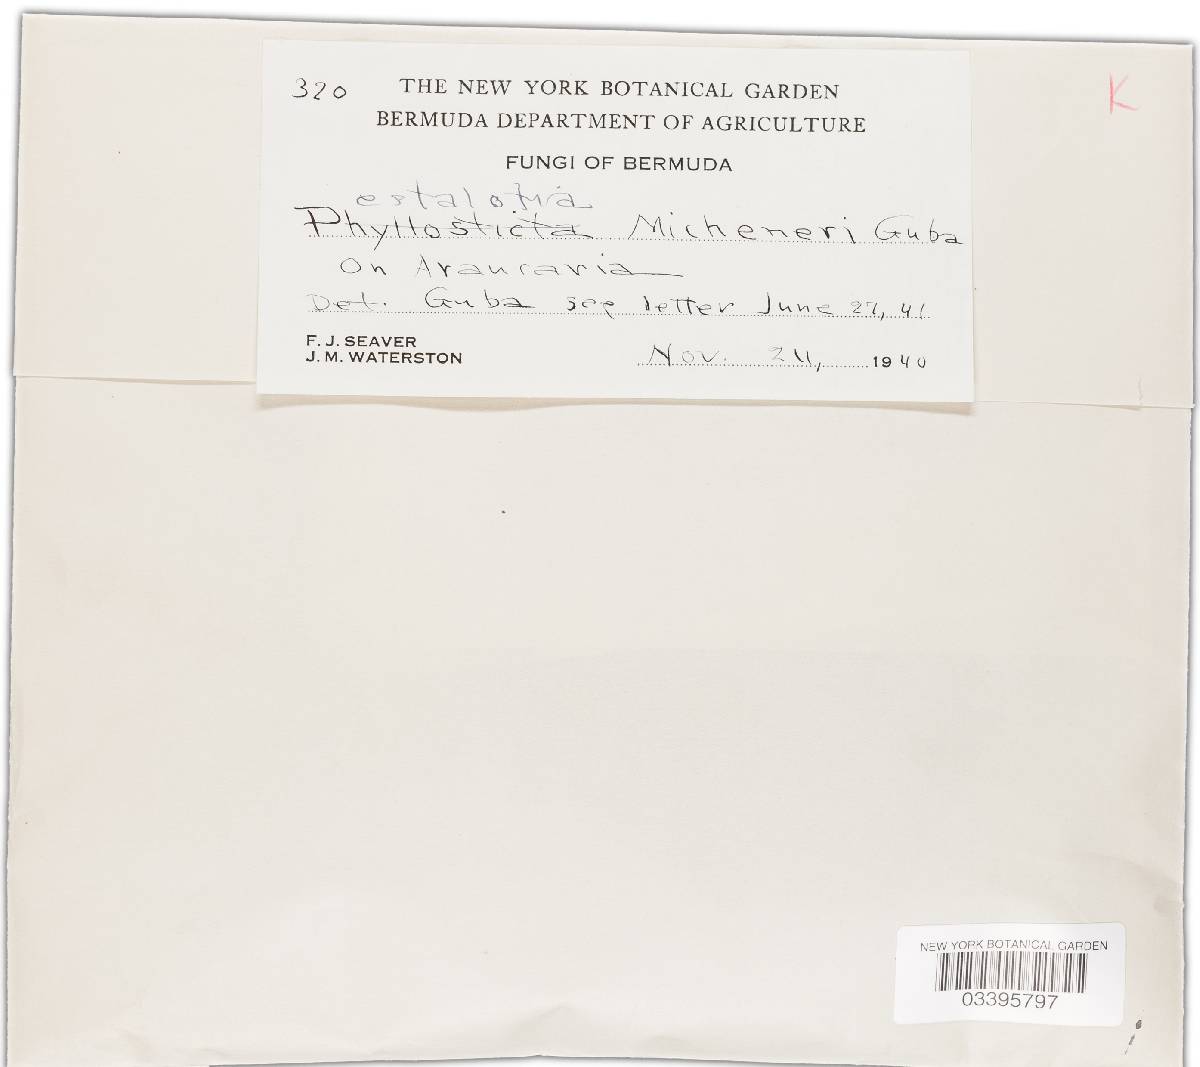 320 THE NEW YORK BOTANICAL GARDEN
K
BERMUDA DEPARTMENT OF AGRICULTURE
FUNGI OF BERMUDA
estalotia
Phyllosticta Micheneri Guba
On Araucaria
Det. Guba see letter June 27, 41
F. J. SEAVER
J. M. WATERSTON
Nov. 24, 1940
NEW YORK BOTANICAL GARDEN
03395797